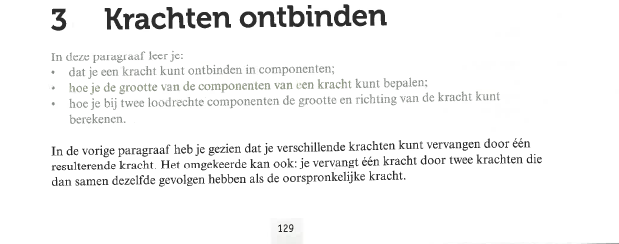 3 Krachten ontbinden
In deze paragraaf leer je:
• dat je een kracht kunt ontbinden in componenten;
• hoe je de grootte van de componenten van een kracht kunt bepalen;
• hoe je bij twee loodrechte componenten de grootte en richting van de kracht kunt
berekenen.
In de vorige paragraaf heb je gezien dat je verschillende krachten kunt vervangen door één
resulterende kracht. Het omgekeerde kan ook: je vervangt één kracht door twee krachten die
dan samen dezelfde gevolgen hebben als de oorspronkelijke kracht.
129